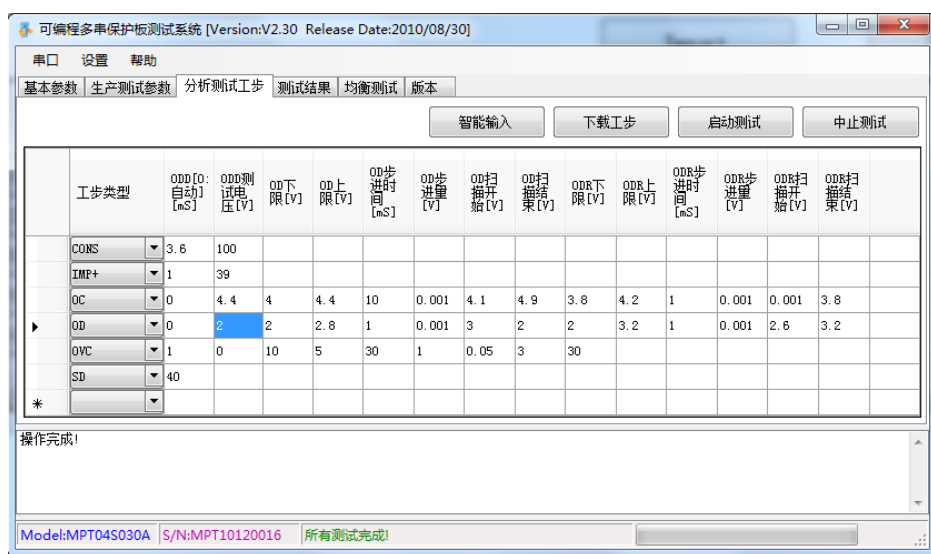 可编程多串保护板测试系统 [Version:V2.30 Release Date:2010/08/30]
串口 设置 帮助
基本参数 生产测试参数 分析测试工步 测试结果 均衡测试 版本
智能输入 下载工步 启动测试 中止测试
工步类型 ODD[0:自动][mS] ODD测试电压[V] OD下限[V] OD上限[V] OD步进时间[mS] OD步进量[V] OD扫描开始[V] OD扫描结束[V] ODR下限[V] ODR上限[V] ODR步进时间[mS] ODR步进量[V] ODR扫描开始[V] ODR扫描结束[V]
CONS 3.6 100
IMP+ 1 39
OC 0 4.4 4 4.4 10 0.001 4.1 4.9 3.8 4.2 1 0.001 0.001 3.8
OD 0 2 2 2.8 1 0.001 3 2 2 3.2 1 0.001 2.6 3.2
OVC 1 0 10 5 30 1 0.05 3 30
SD 40
操作完成!
Model:MPT04S030A S/N:MPT10120016 所有测试完成!